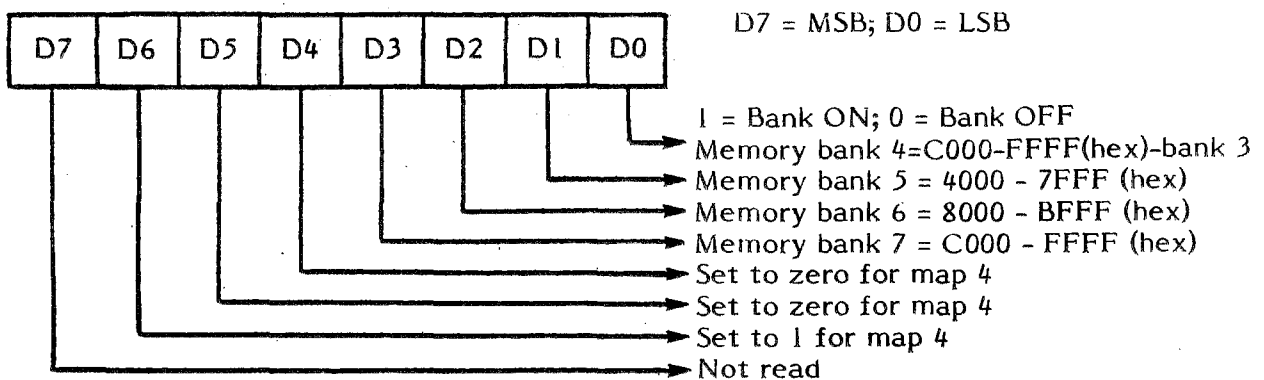 D7 = MSB; D0 = LSB
D7 D6 D5 D4 D3 D2 D1 D0
1 = Bank ON; 0 = Bank OFF
Memory bank 4=C000-FFFF(hex)-bank 3
Memory bank 5 = 4000 - 7FFF (hex)
Memory bank 6 = 8000 - BFFF (hex)
Memory bank 7 = C000 - FFFF (hex)
Set to zero for map 4
Set to zero for map 4
Set to 1 for map 4
Not read